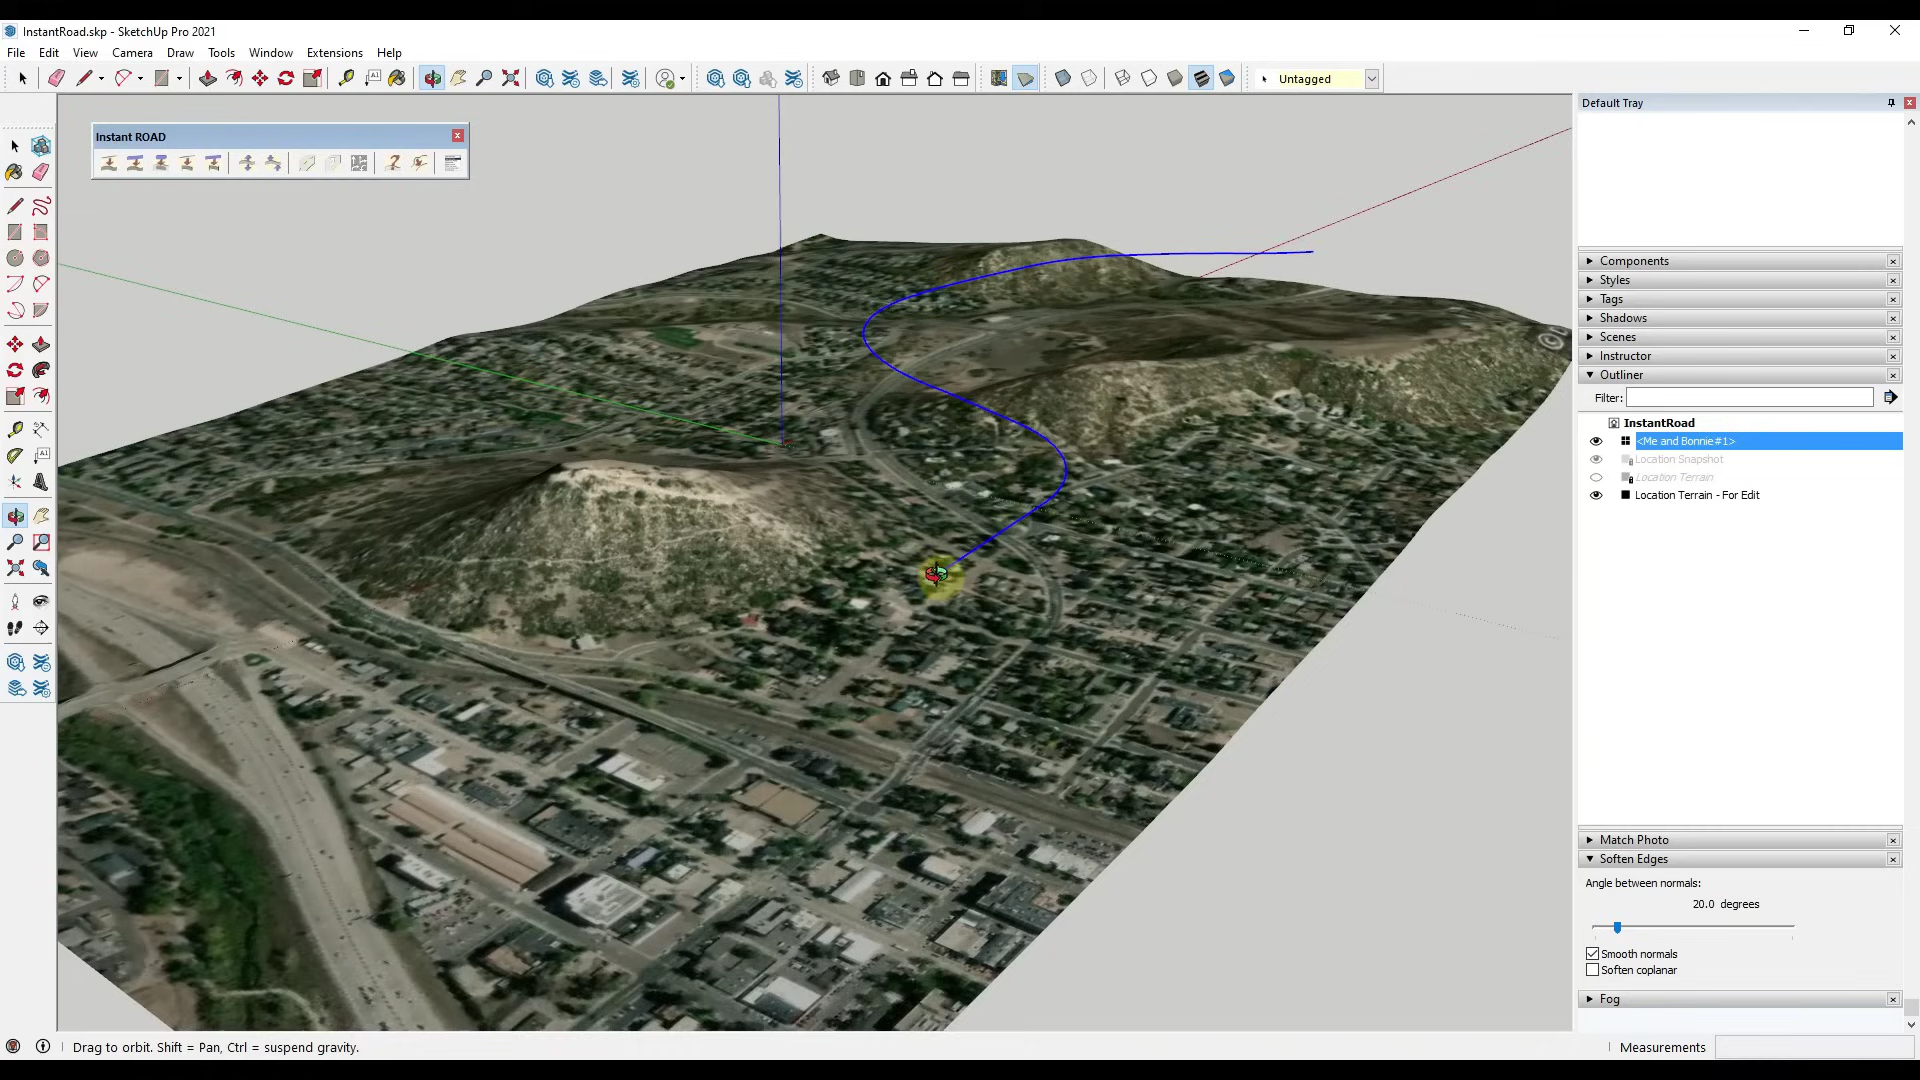 InstantRoad.skp - SketchUp Pro 2021
File Edit View Camera Draw Tools Window Extensions Help
A1
Untagged
Default Tray
Instant ROAD
Components
Styles
Tags
Shadows
Scenes
Instructor
Outliner
Filter:
InstantRoad
<Me and Bonnie#1>
Location Snapshot
Location Terrain
Location Terrain - For Edit
A1
Match Photo
Soften Edges
Angle between normals:
20.0 degrees
Smooth normals
Soften coplanar
Fog
Drag to orbit. Shift = Pan, Ctrl = suspend gravity.
Measurements